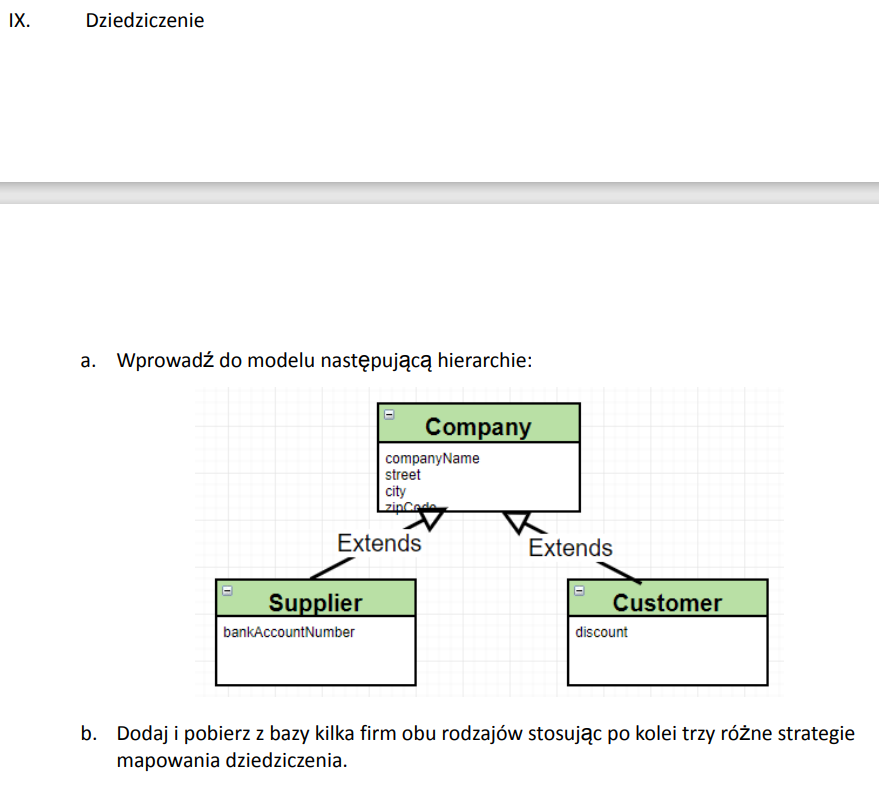 IX. Dziedziczenie
a. Wprowadź do modelu następującą hierarchie:
Company
companyName
street
city
zipCode
Extends
Extends
Supplier
bankAccountNumber
Customer
discount
b. Dodaj i pobierz z bazy kilka firm obu rodzajów stosując po kolei trzy różne strategie
mapowania dziedziczenia.